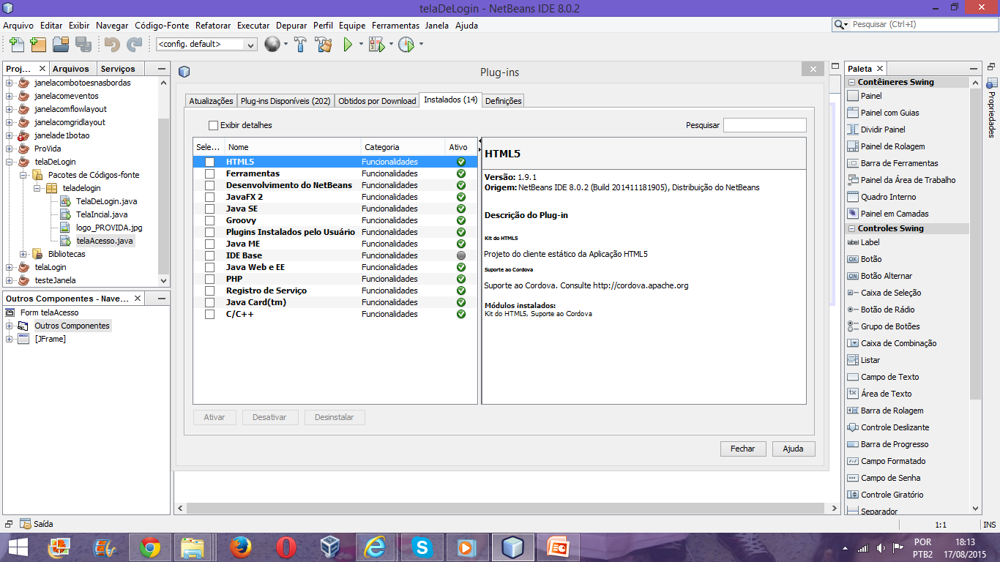 telaDeLogin - NetBeans IDE 8.0.2
Arquivo Editar Exibir Navegar Código-Fonte Refatorar Executar Depurar Perfil Equipe Ferramentas Janela Ajuda
Pesquisar (Ctrl+I)
<config. default>
Proj... Arquivos Serviços
janelacombotoesnasbordas
janelacomeventos
janelacomflowlayout
janelacomgridlayout
janelade1botao
ProVida
telaDeLogin
Pacotes de Códigos-fonte
teladelogin
TelaDeLogin.java
TelaIncial.java
logo_PROVIDA.jpg
telaAcesso.java
Bibliotecas
telaLogin
testeJanela
Outros Componentes - Nave...
Form telaAcesso
Outros Componentes
[JFrame]
Plug-ins
Atualizações Plug-ins Disponíveis (202) Obtidos por Download Instalados (14) Definições
Exibir detalhes
Pesquisar
Sele... Nome Categoria Ativo
HTML5 Funcionalidades
Ferramentas Funcionalidades
Desenvolvimento do NetBeans Funcionalidades
JavaFX 2 Funcionalidades
Java SE Funcionalidades
Groovy Funcionalidades
Plugins Instalados pelo Usuário Funcionalidades
Java ME Funcionalidades
IDE Base Funcionalidades
Java Web e EE Funcionalidades
PHP Funcionalidades
Registro de Serviço Funcionalidades
Java Card(tm) Funcionalidades
C/C++ Funcionalidades
HTML5
Versão: 1.9.1
Origem: NetBeans IDE 8.0.2 (Build 201411181905), Distribuição do NetBeans
Descrição do Plug-in
Kit do HTML5
Projeto do cliente estático da Aplicação HTML5
Suporte ao Cordova
Suporte ao Cordova. Consulte http://cordova.apache.org
Módulos instalados:
Kit do HTML5, Suporte ao Cordova
Ativar Desativar Desinstalar
Fechar Ajuda
Paleta
Contêineres Swing
Painel
Painel com Guias
Dividir Painel
Painel de Rolagem
Barra de Ferramentas
Painel da Área de Trabalho
Quadro Interno
Painel em Camadas
Controles Swing
label Label
OK Botão
ON Botão Alternar
Caixa de Seleção
Botão de Rádio
Grupo de Botões
Caixa de Combinação
Listar
Campo de Texto
Área de Texto
Barra de Rolagem
Controle Deslizante
Barra de Progresso
Campo Formatado
Campo de Senha
Controle Giratório
Separador
Propriedades
Saída
1:1 INS
POR
PTB2
18:13
17/08/2015